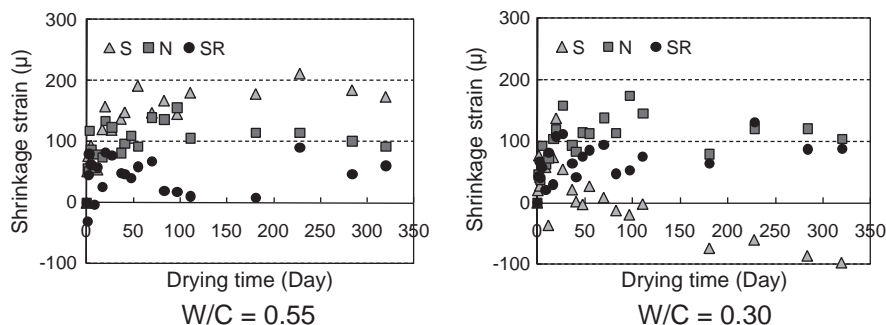 Shrinkage strain (μ)
300
200
100
0
-100
S N SR
0 50 100 150 200 250 300 350
Drying time (Day)
W/C = 0.55
Shrinkage strain (μ)
300
200
100
0
-100
S N SR
0 50 100 150 200 250 300 350
Drying time (Day)
W/C = 0.30